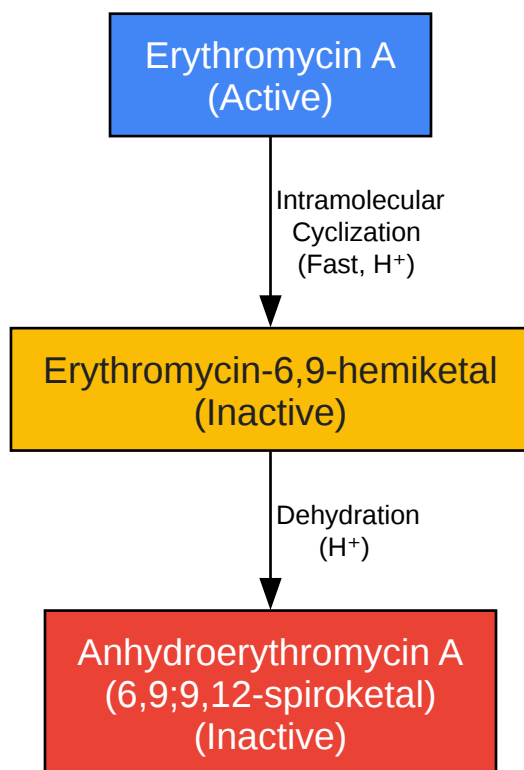 Erythromycin A
(Active)
Intramolecular
Cyclization
(Fast, H⁺)
Erythromycin-6,9-hemiketal
(Inactive)
Dehydration
(H⁺)
Anhydroerythromycin A
(6,9;9,12-spiroketal)
(Inactive)